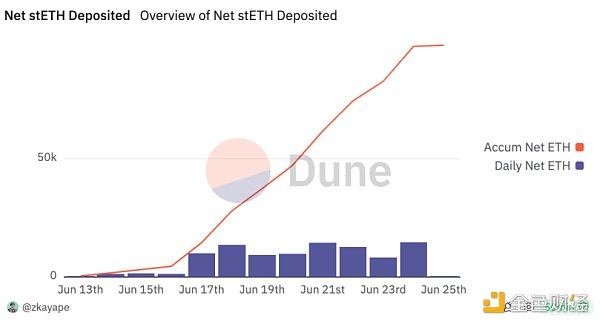 Net stETH Deposited Overview of Net stETH Deposited
50k
0
Accum Net ETH
Daily Net ETH
Dune
Jun 13th Jun 15th Jun 17th Jun 19th Jun 21st Jun 23rd Jun 25th
@zkayape
金色财经